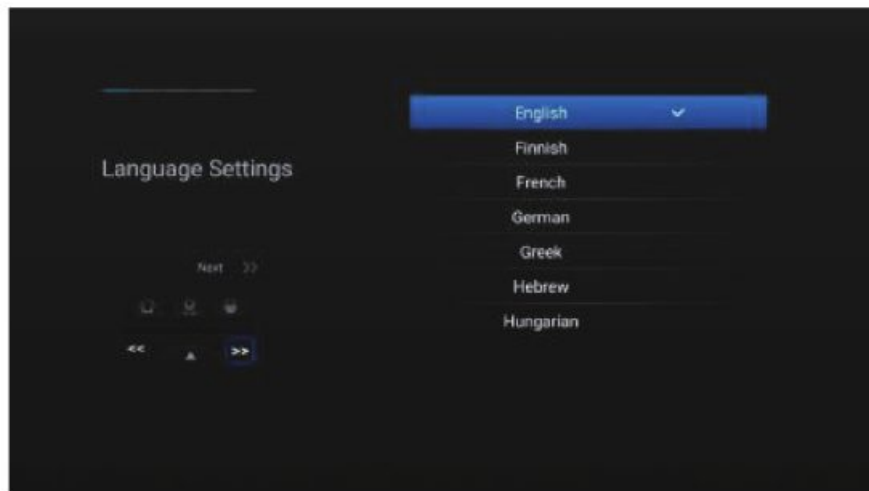 Language Settings
Next >>
<< >>
English
Finnish
French
German
Greek
Hebrew
Hungarian